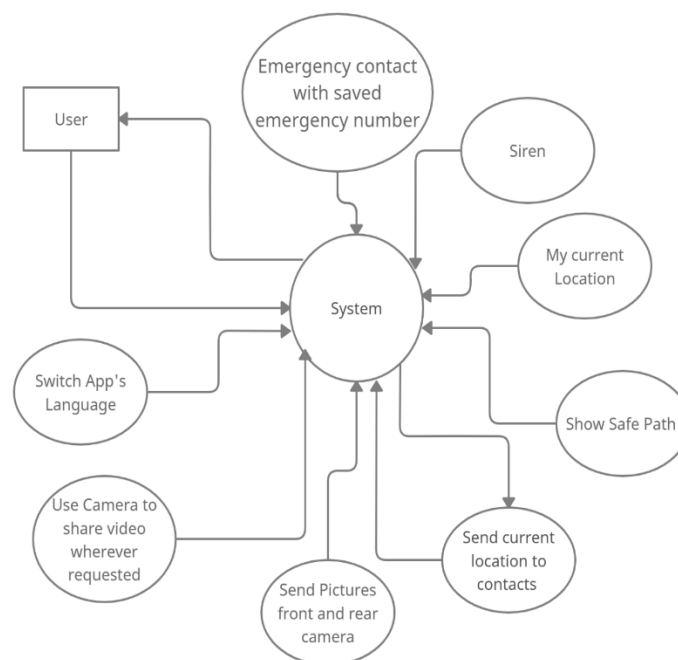 Emergency contact
with saved
emergency number
User
Siren
My current
Location
System
Switch App's
Language
Show Safe Path
Use Camera to
share video
wherever
requested
Send current
location to
contacts
Send Pictures
front and rear
camera